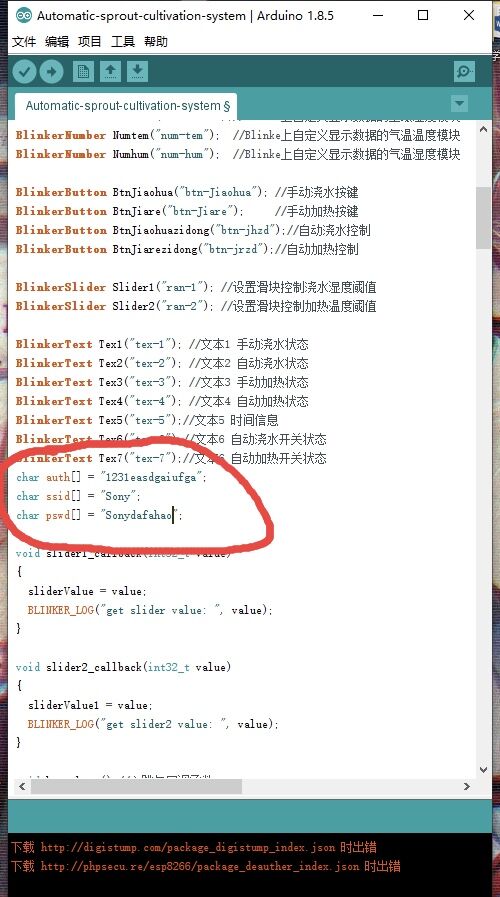 Automatic-sprout-cultivation-system | Arduino 1.8.5
文件 编辑 项目 工具 帮助
Automatic-sprout-cultivation-system §
BlinkerNumber Numtem("num-tem"); //Blinke上自定义显示数据的气温温度模块
BlinkerNumber Numhum("num-hum"); //Blinke上自定义显示数据的气温湿度模块
BlinkerButton BtnJiaohua("btn-Jiaohua"); //手动浇水按键
BlinkerButton BtnJiare("btn-Jiare"); //手动加热按键
BlinkerButton BtnJiaohuazidong("btn-jhzd");//自动浇水控制
BlinkerButton BtnJiarezidong("btn-jrzd");//自动加热控制
BlinkerSlider Slider1("ran-1"); //设置滑块控制浇水湿度阈值
BlinkerSlider Slider2("ran-2"); //设置滑块控制加热温度阈值
BlinkerText Tex1("tex-1"); //文本1 手动浇水状态
BlinkerText Tex2("tex-2"); //文本2 自动浇水状态
BlinkerText Tex3("tex-3"); //文本3 手动加热状态
BlinkerText Tex4("tex-4"); //文本4 自动加热状态
BlinkerText Tex5("tex-5");//文本5 时间信息
BlinkerText Tex6(" //文本6 自动浇水开关状态
BlinkerText Tex7("tex-7"); 自动加热开关状态
char auth[] = "1231easdgaiufga";
char ssid[] = "Sony";
char pswd[] = "Sonydafahao";
void slider1_callback(int32_t value)
{
sliderValue = value;
BLINKER_LOG("get slider value: ", value);
}
void slider2_callback(int32_t value)
{
sliderValue1 = value;
BLINKER_LOG("get slider2 value: ", value);
}
下载 http://digistump.com/package_digistump_index.json 时出错
下载 http://phpsecu.re/esp8266/package_deauther_index.json 时出错